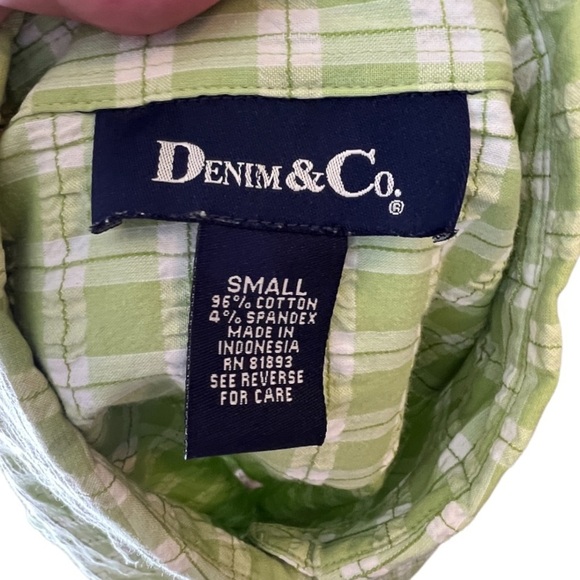 DENIM & CO.®
SMALL
96% COTTON
4% SPANDEX
MADE IN
INDONESIA
RN 81893
SEE REVERSE
FOR CARE